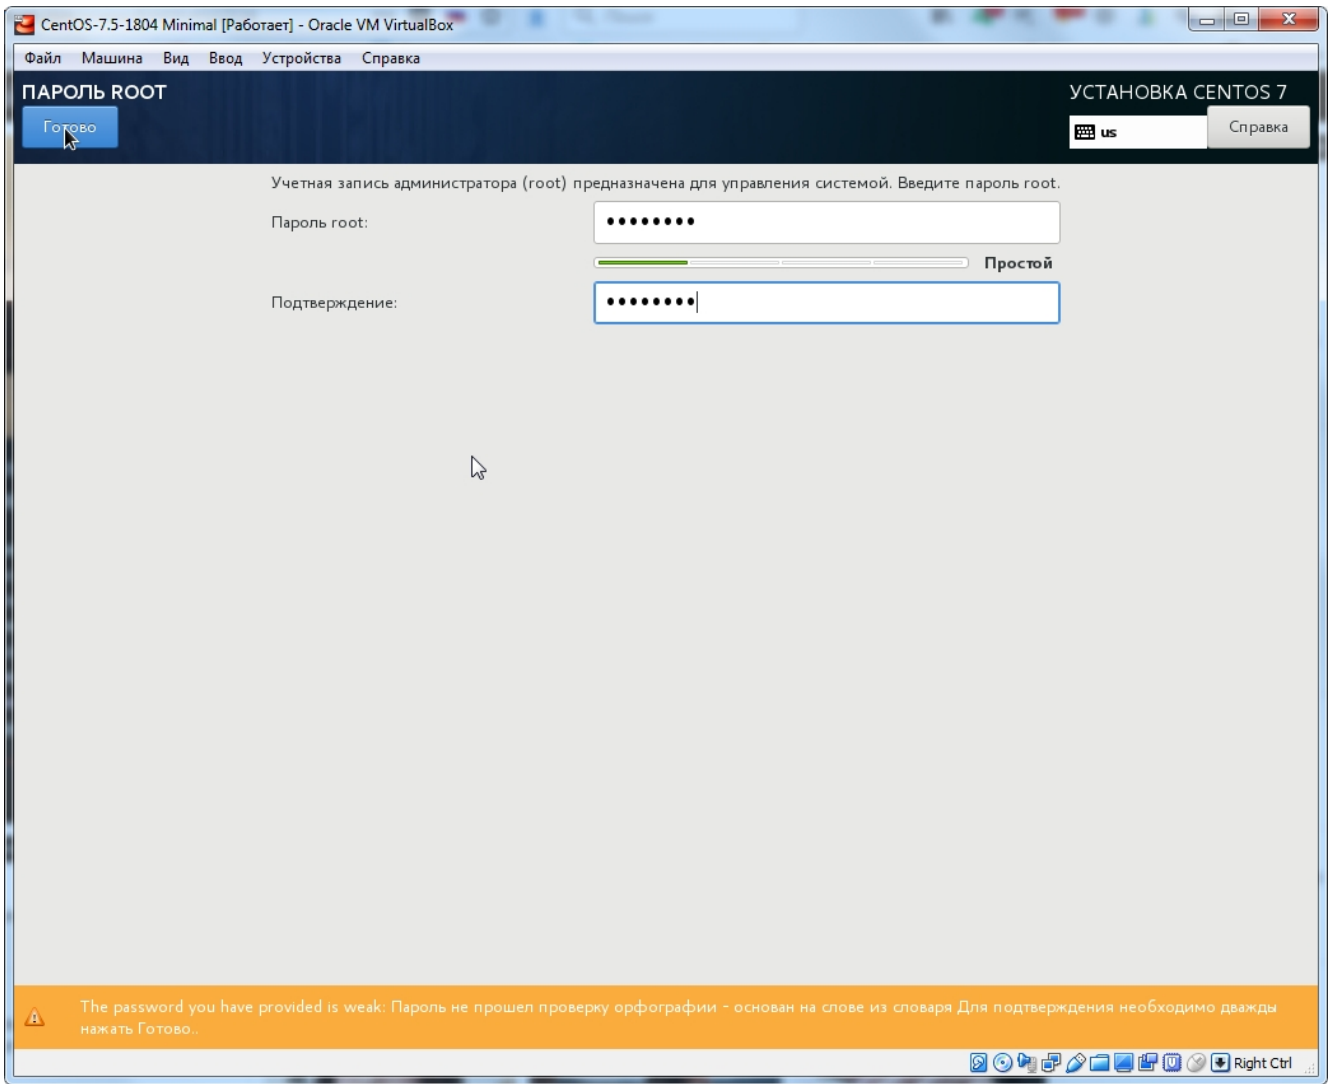 CentOS-7.5-1804 Minimal [Работает] - Oracle VM VirtualBox
Файл Машина Вид Ввод Устройства Справка
ПАРОЛЬ ROOT
УСТАНОВКА CENTOS 7
Готово
us
Справка
Учетная запись администратора (root) предназначена для управления системой. Введите пароль root.
Пароль root:
Простой
Подтверждение:
The password you have provided is weak: Пароль не прошел проверку орфографии - основан на слове из словаря Для подтверждения необходимо дважды
нажать Готово..
Right Ctrl